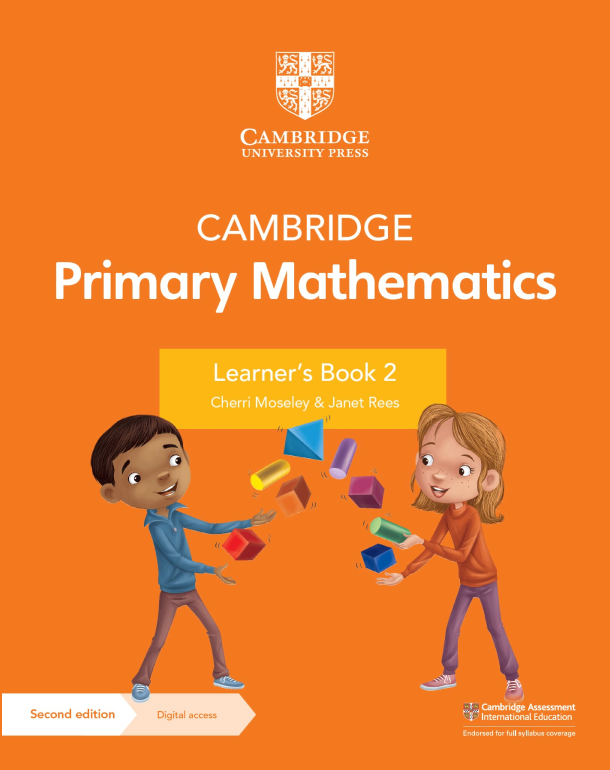 CAMBRIDGE
UNIVERSITY PRESS
CAMBRIDGE
Primary Mathematics
Learner's Book 2
Cherri Moseley & Janet Rees
Second edition
Digital access
Cambridge Assessment
International Education
Endorsed for full syllabus coverage